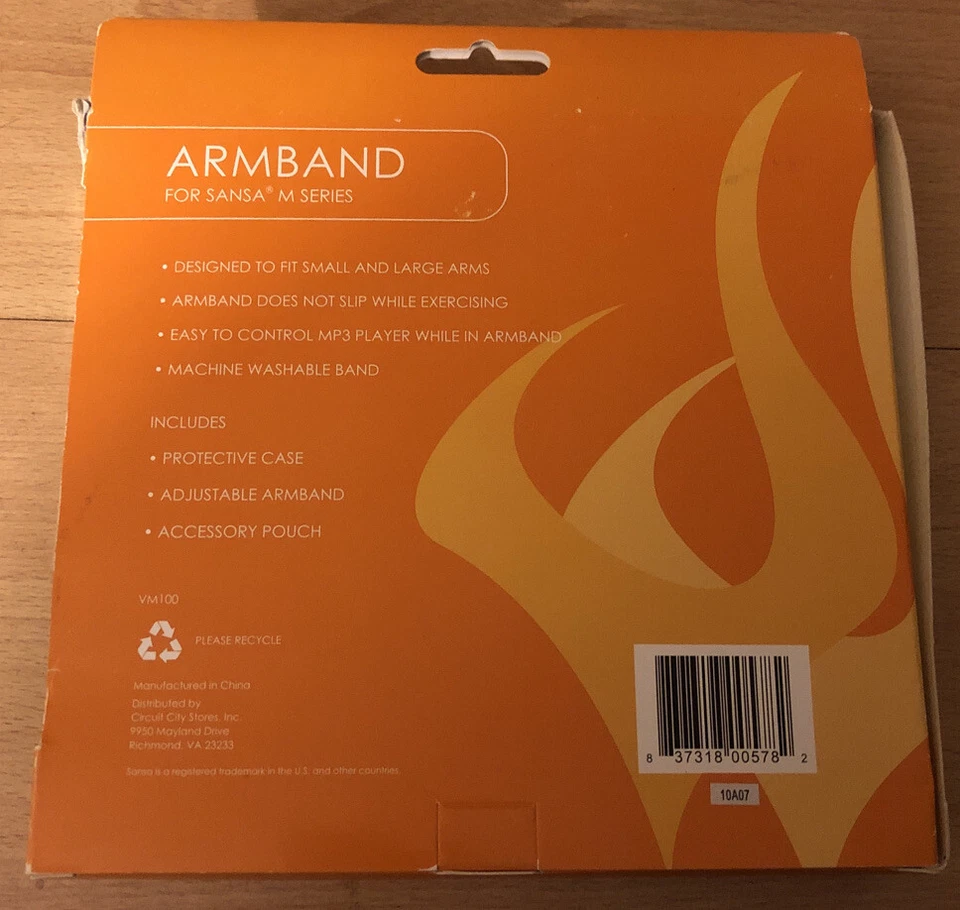 ARMBAND
FOR SANSA® M SERIES
• DESIGNED TO FIT SMALL AND LARGE ARMS
• ARMBAND DOES NOT SLIP WHILE EXERCISING
• EASY TO CONTROL MP3 PLAYER WHILE IN ARMBAND
• MACHINE WASHABLE BAND
INCLUDES
• PROTECTIVE CASE
• ADJUSTABLE ARMBAND
• ACCESSORY POUCH
VM100
PLEASE RECYCLE
Manufactured in China
Distributed by
Circuit City Stores, Inc.
9950 Mayland Drive
Richmond, VA 23233
Sansa is a registered trademark in the U.S. and other countries.
8 37318 00578 2
10A07